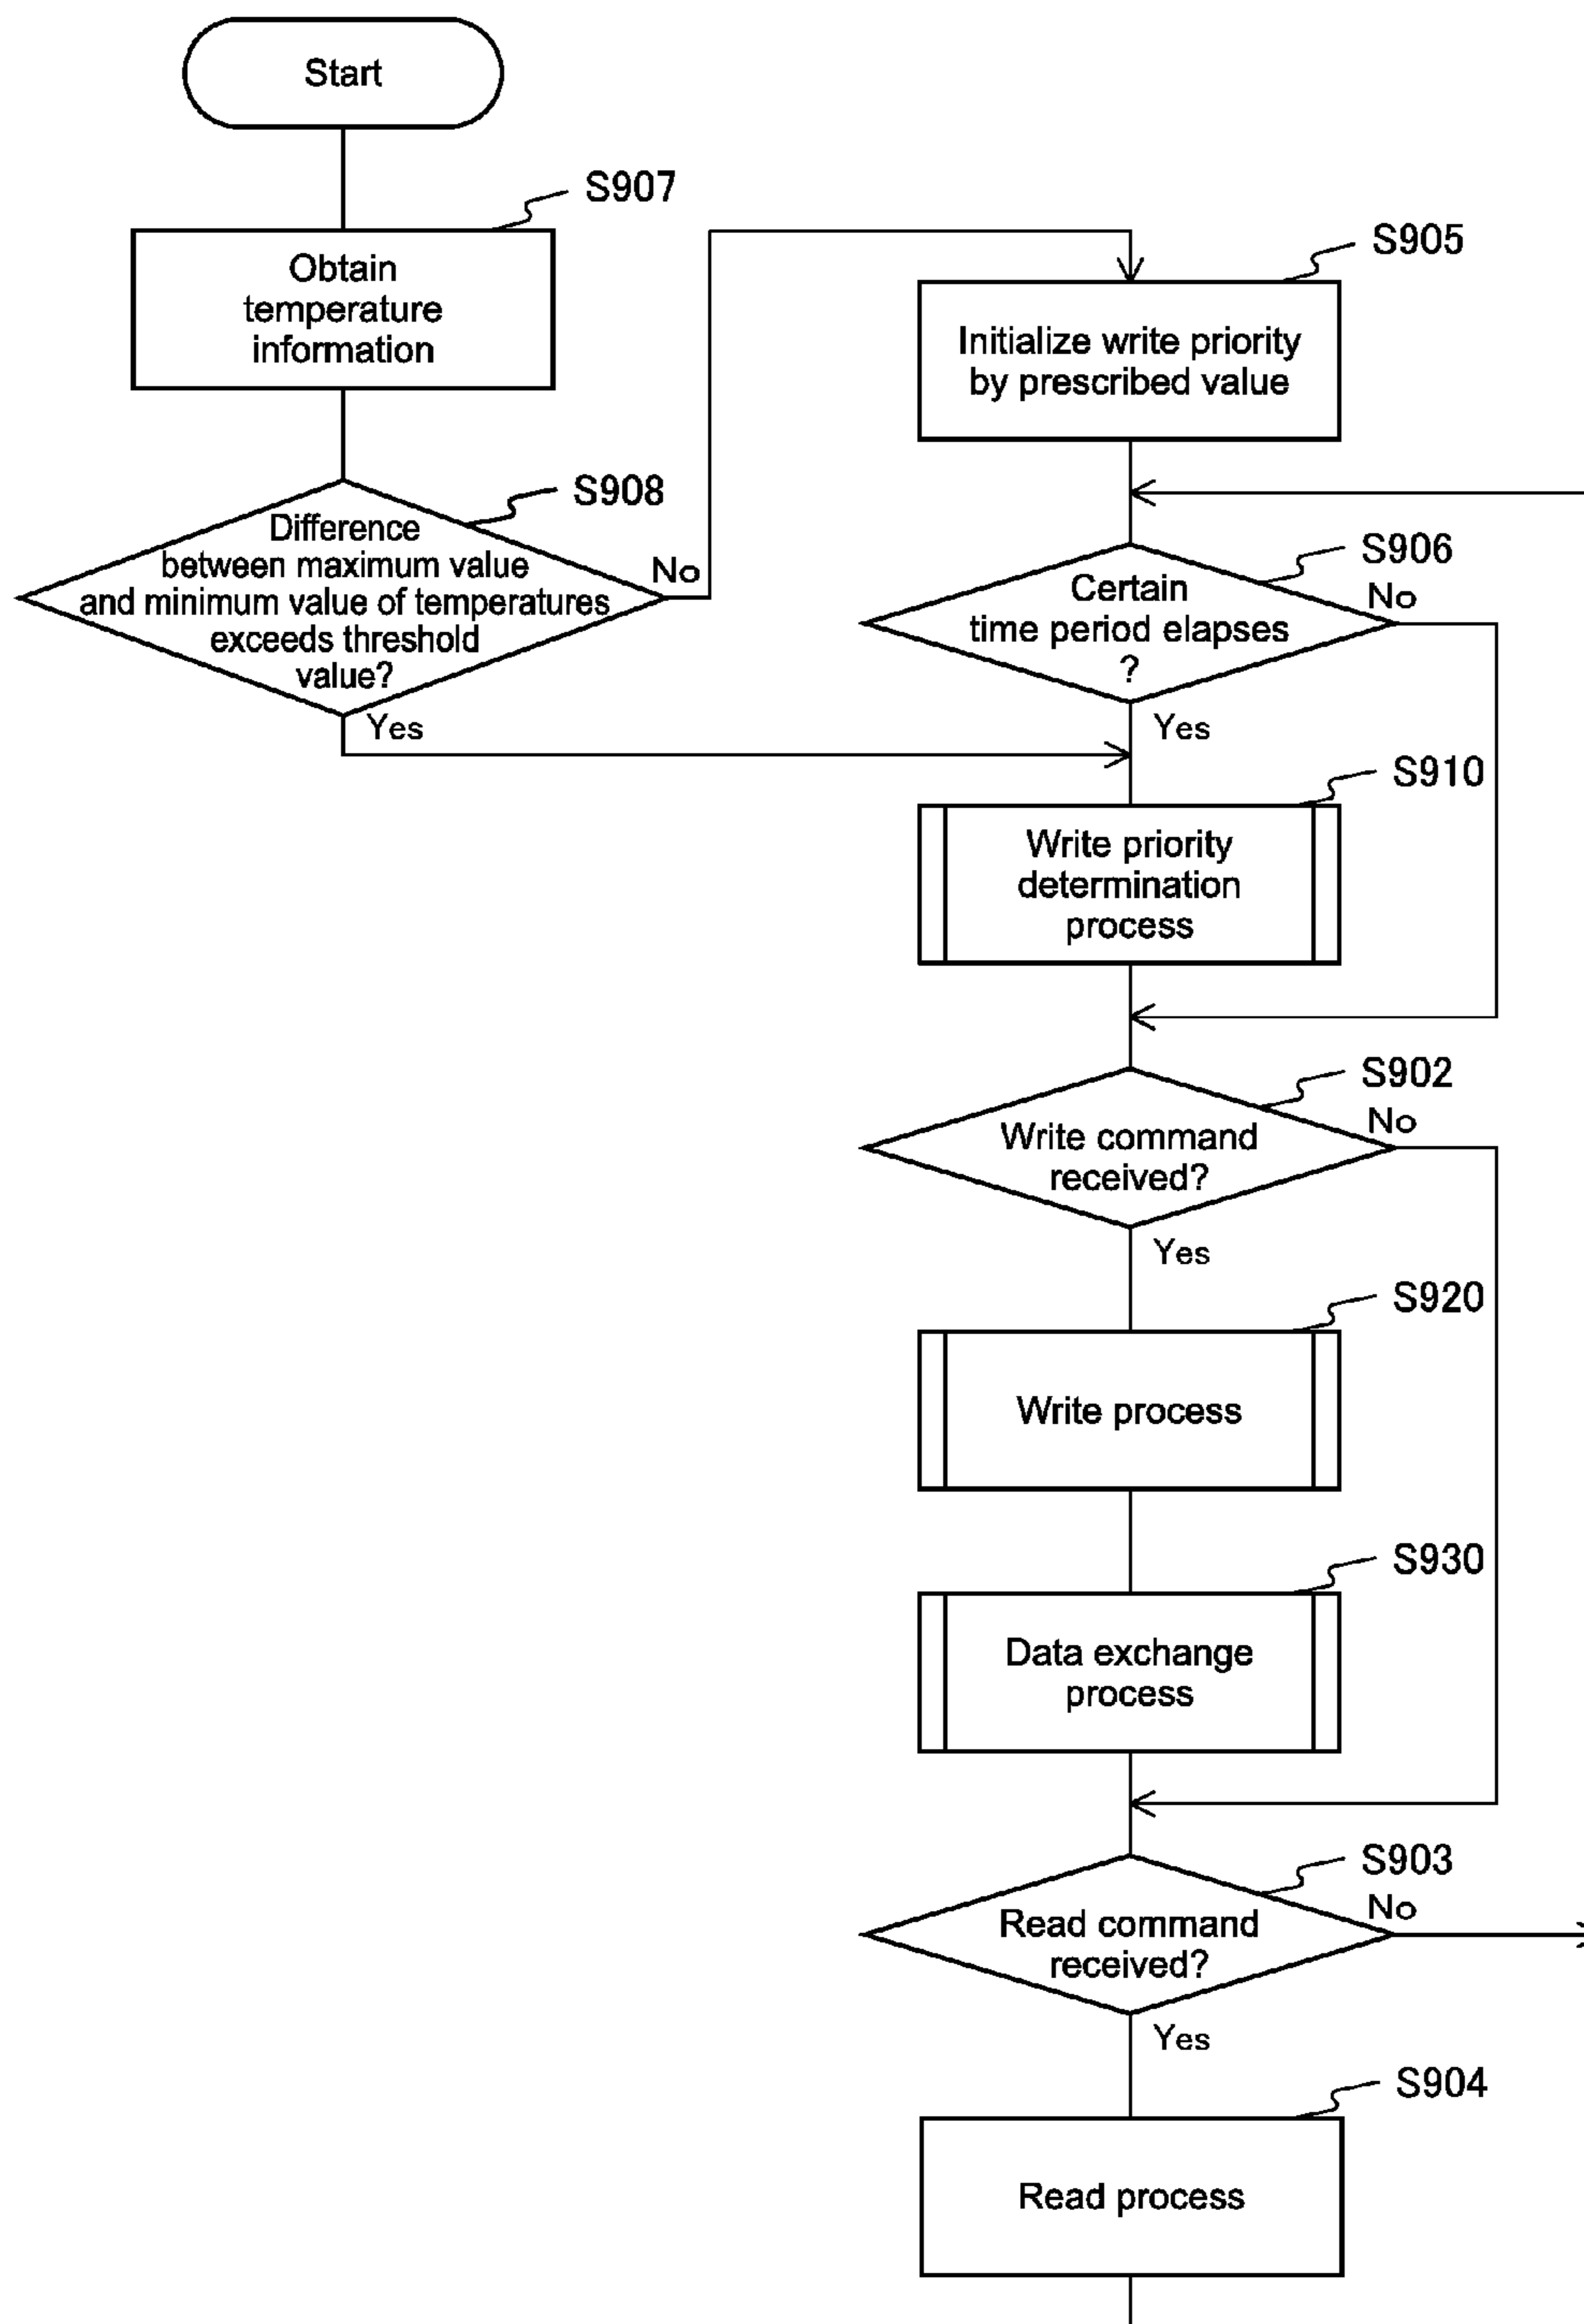 Start
S907
Obtain
temperature
information
S908
Difference
between maximum value
and minimum value of temperatures
exceeds threshold
value?
No
Yes
S905
Initialize write priority
by prescribed value
S906
Certain
time period elapses
?
No
Yes
S910
Write priority
determination
process
S902
Write command
received?
No
Yes
S920
Write process
S930
Data exchange
process
S903
Read command
received?
No
Yes
S904
Read process